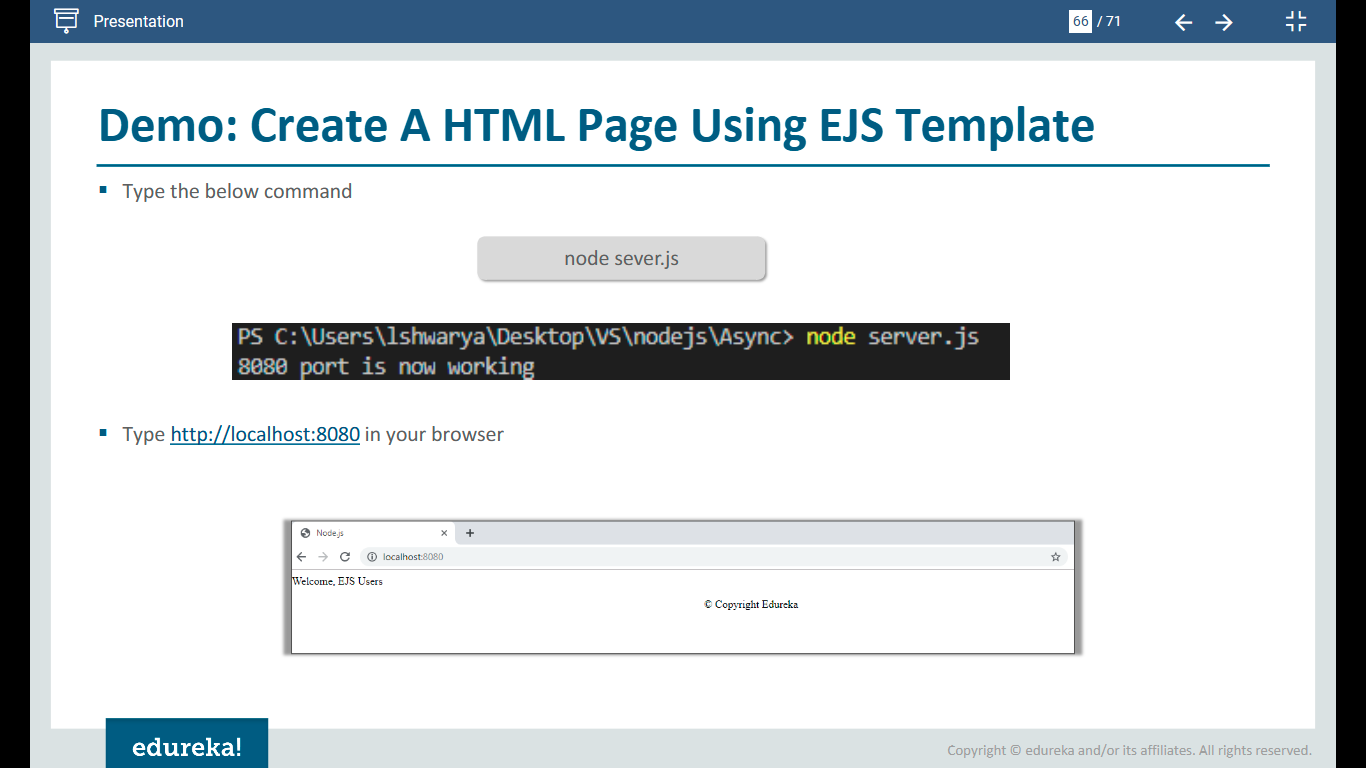 Presentation
66 / 71
Demo: Create A HTML Page Using EJS Template
Type the below command
node sever.js
PS C:\Users\lshwarya\Desktop\VS\nodejs\Async> node server.js
8080 port is now working
Type http://localhost:8080 in your browser
Node.js
localhost:8080
Welcome, EJS Users
© Copyright Edureka
edureka!
Copyright © edureka and/or its affiliates. All rights reserved.